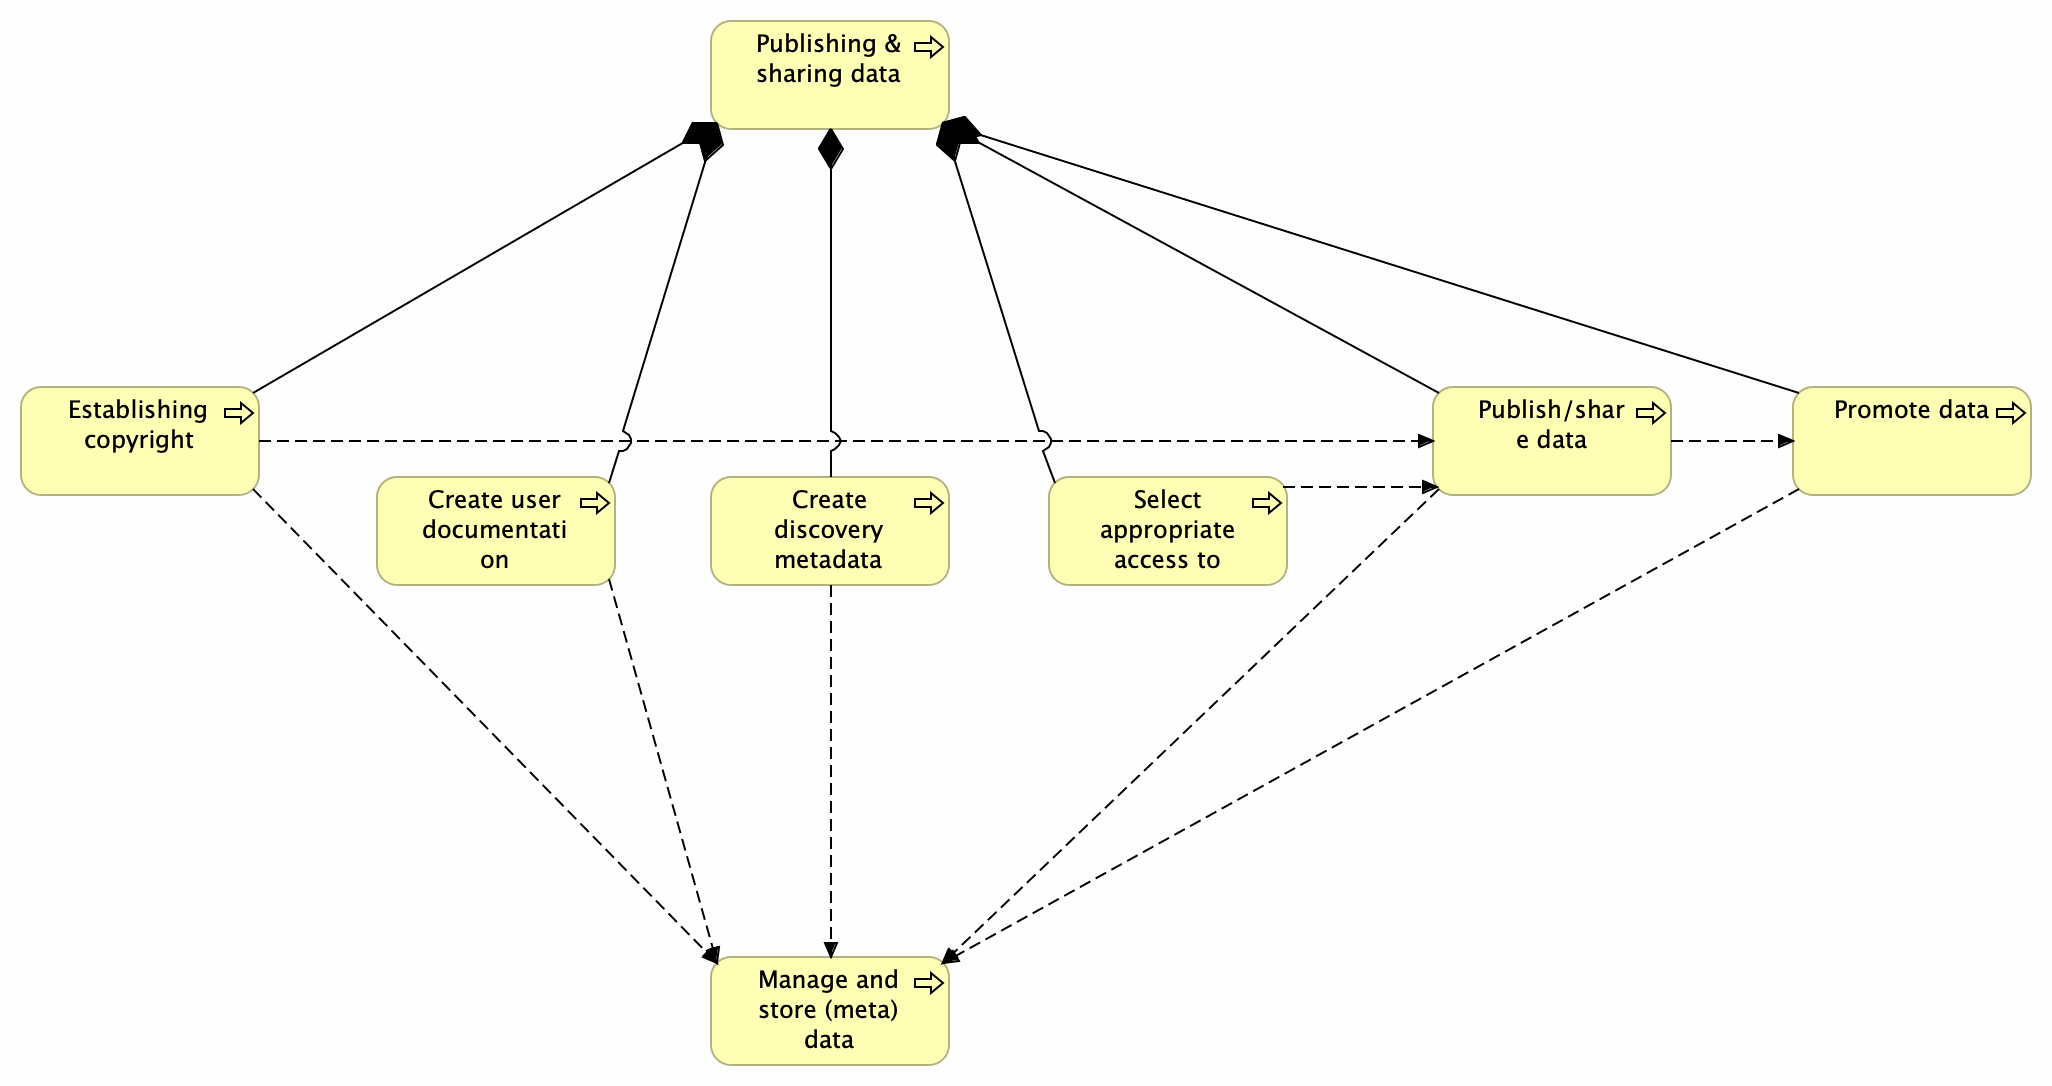 Publishing &
sharing data
Establishing
copyright
Publish/shar
e data
Promote data
Create user
documentati
on
Create
discovery
metadata
Select
appropriate
access to
Manage and
store (meta)
data